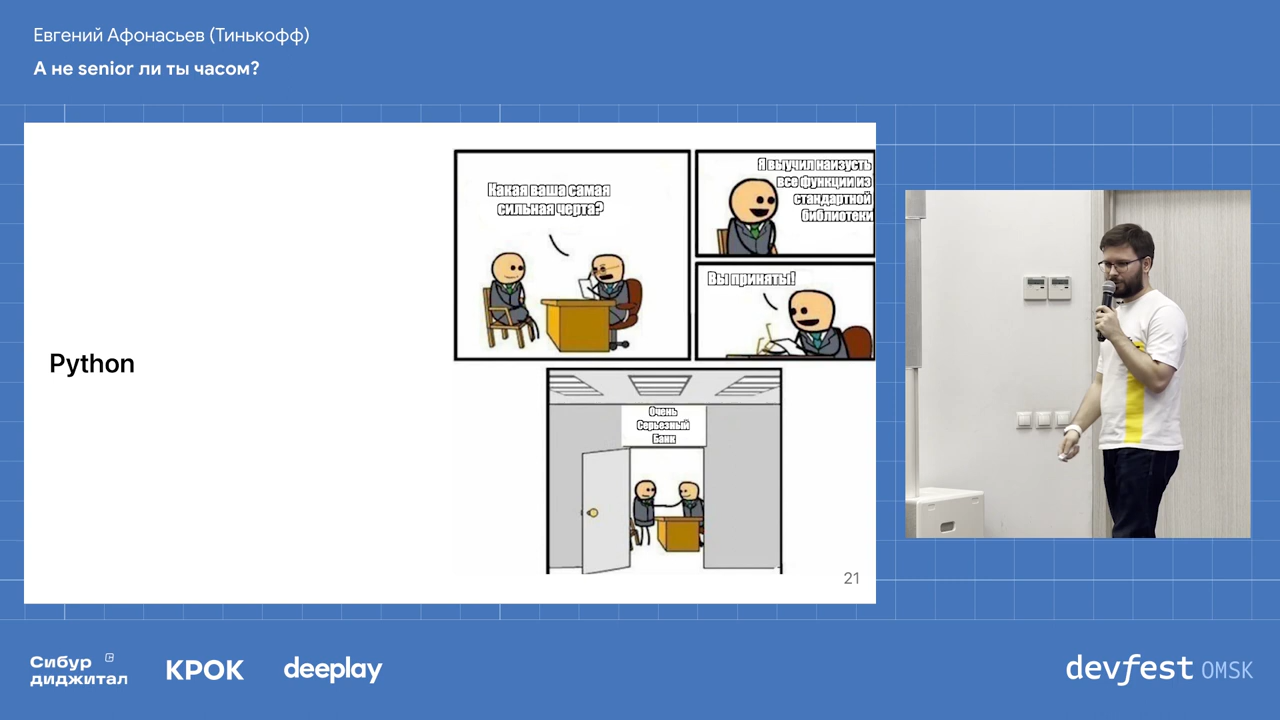 Евгений Афонасьев (Тинькофф)
А не senior ли ты часом?
Python
Какая ваша самая
сильная черта?
Я выучил наизусть
все функции из
стандартной
библиотеки
Вы приняты!
Очень
Серьезный
Банк
21
Сибур
диджитал
КРОК
deeplay
devfest OMSK